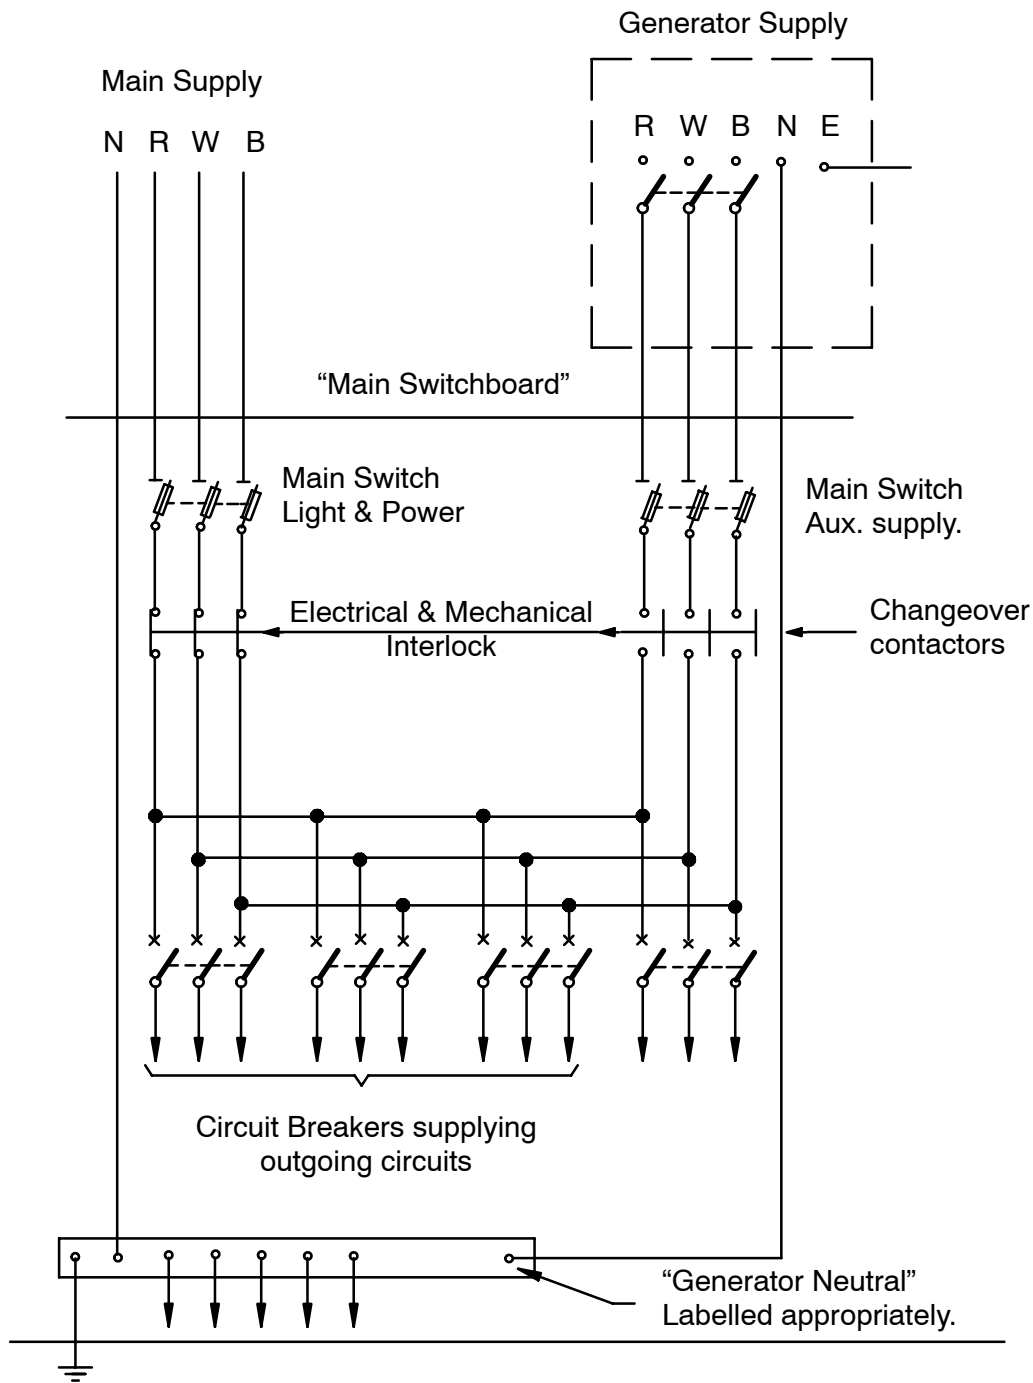 Generator Supply
Main Supply
N R W B
R W B N E
“Main Switchboard”
Main Switch
Light & Power
Main Switch
Aux. supply.
Electrical & Mechanical
Interlock
Changeover
contactors
Circuit Breakers supplying
outgoing circuits
“Generator Neutral”
Labelled appropriately.